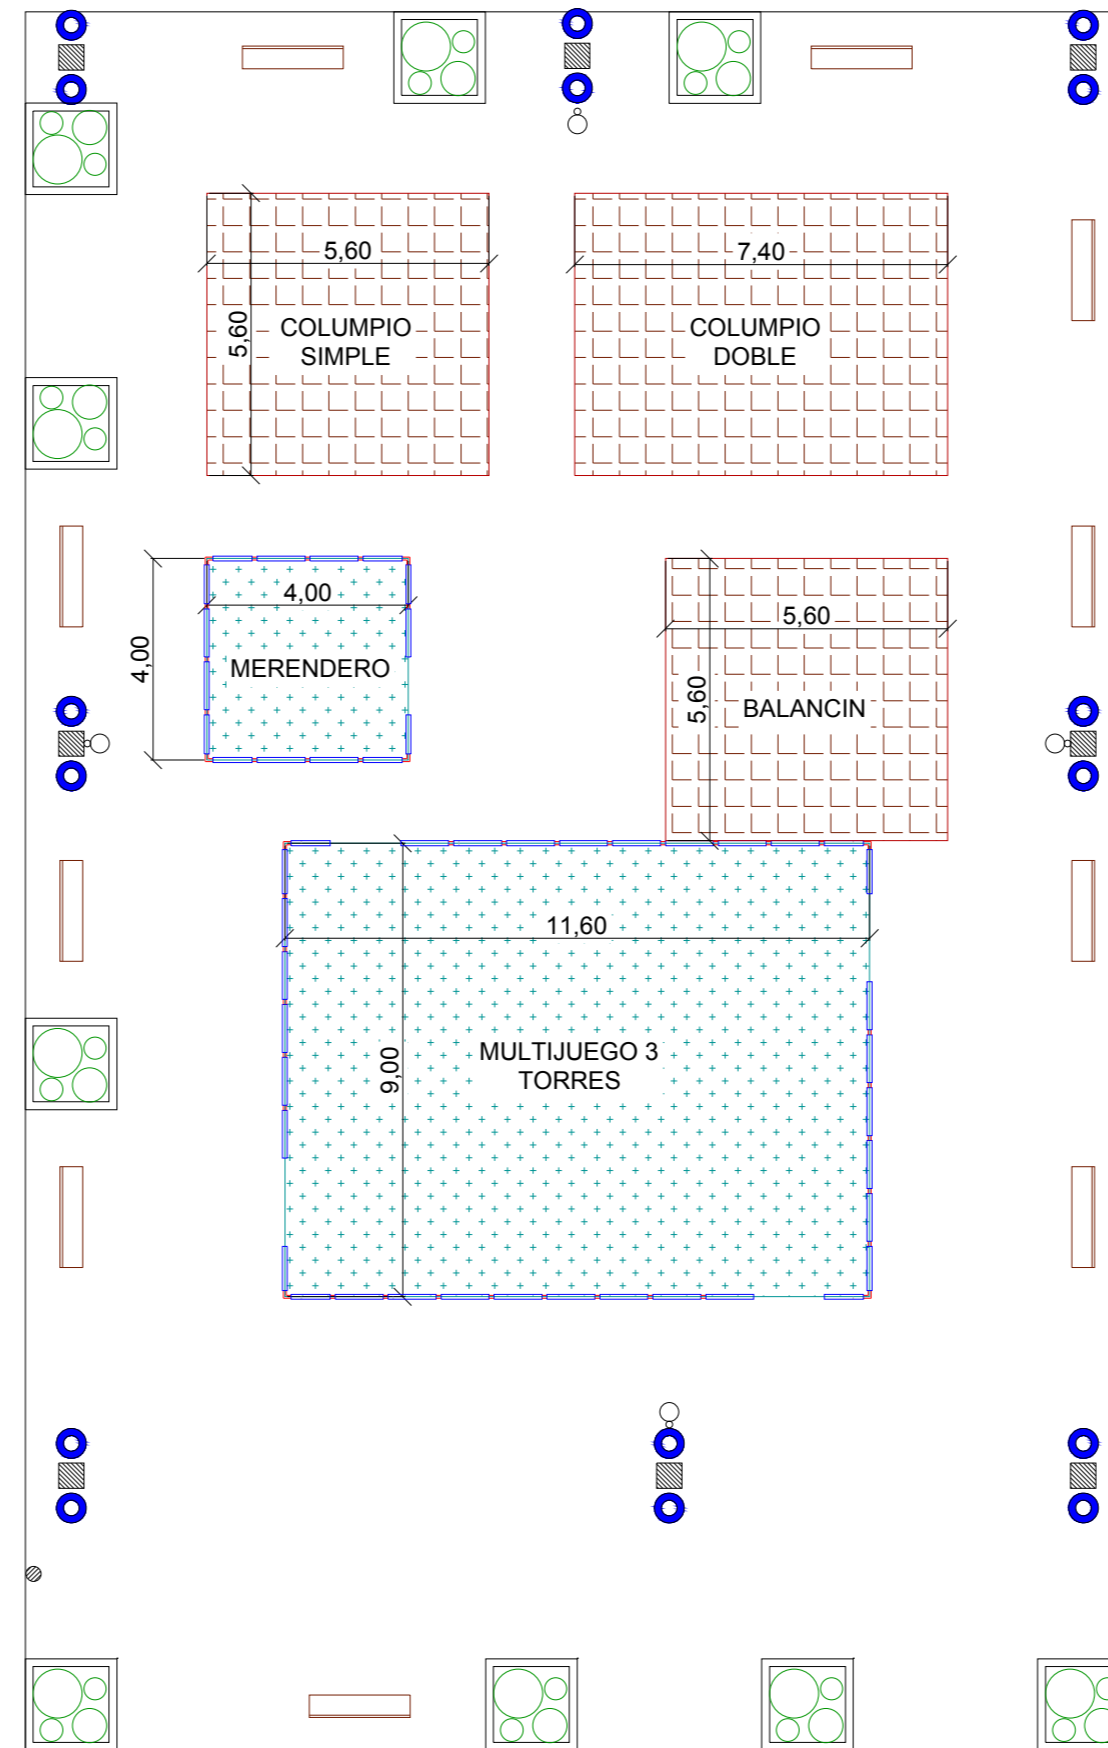 5,60
7,40
5,60
COLUMPIO
SIMPLE
COLUMPIO
DOBLE
4,00
4,00
MERENDERO
5,60
5,60
BALANCIN
11,60
9,00
MULTIJUEGO 3
TORRES